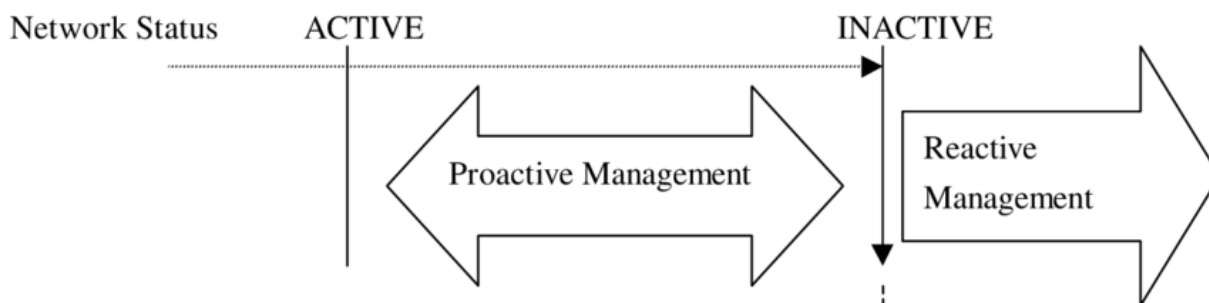 Network Status ACTIVE INACTIVE
Proactive Management
Reactive
Management